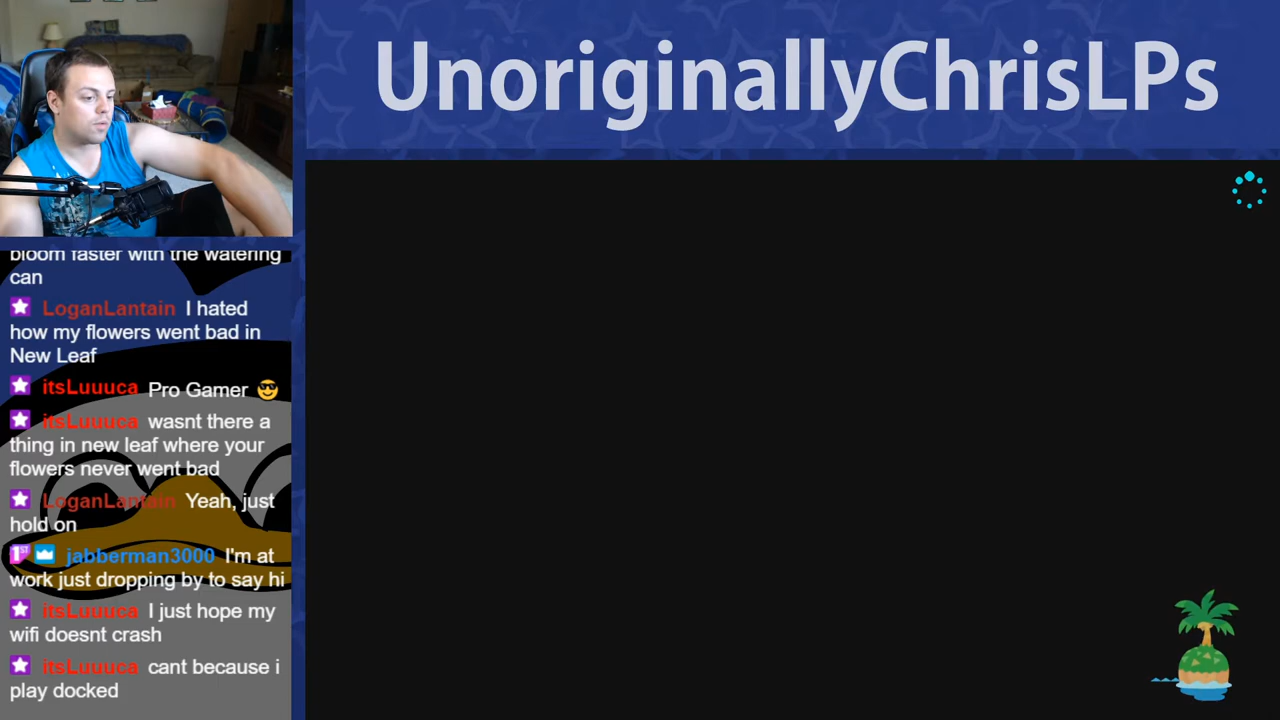 UnoriginallyChrisLPs
bloom faster with the watering
can
LoganLantain I hated
how my flowers went bad in
New Leaf
itsLuuuca Pro Gamer 😎
itsLuuuca wasnt there a
thing in new leaf where your
flowers never went bad
LoganLantain Yeah, just
hold on
1ST jabberman3000 I'm at
work just dropping by to say hi
itsLuuuca I just hope my
wifi doesnt crash
itsLuuuca cant because i
play docked